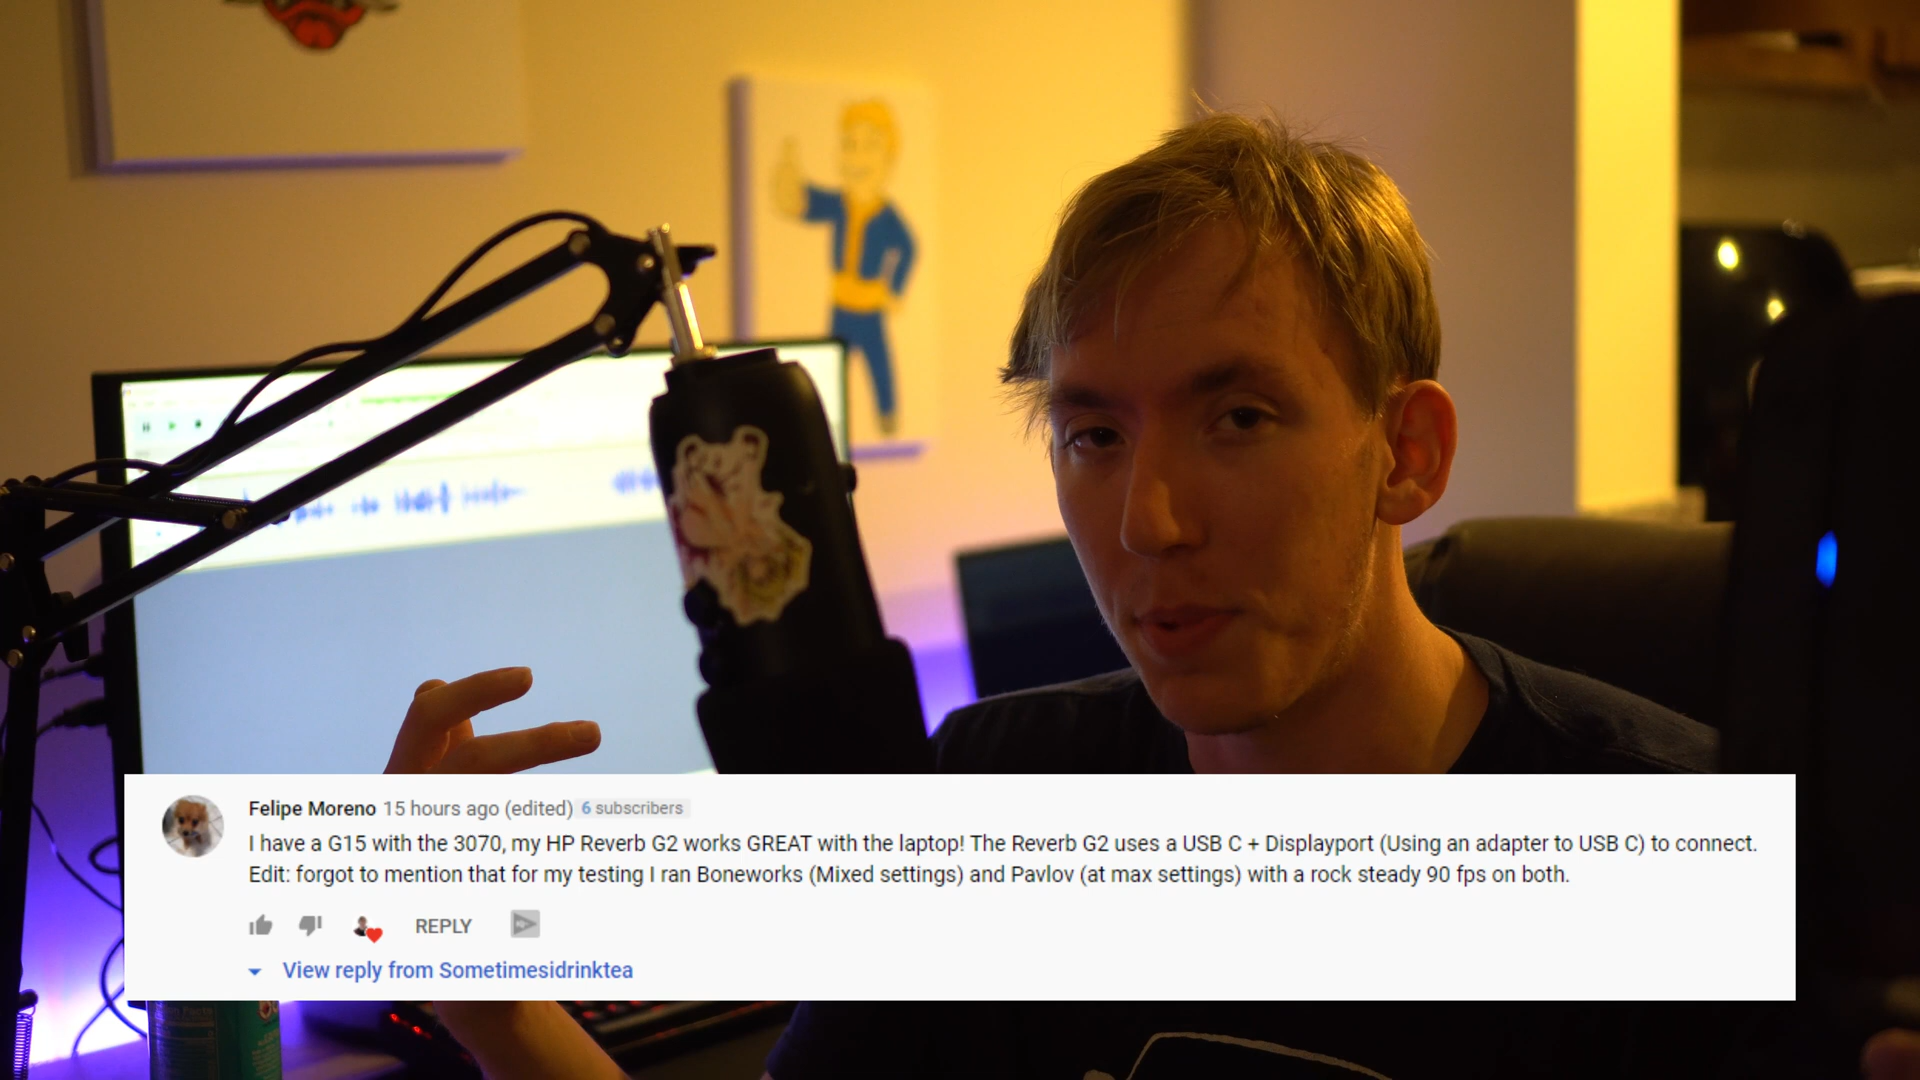 Felipe Moreno 15 hours ago (edited) 6 subscribers
I have a G15 with the 3070, my HP Reverb G2 works GREAT with the laptop! The Reverb G2 uses a USB C + Displayport (Using an adapter to USB C) to connect.
Edit: forgot to mention that for my testing I ran Boneworks (Mixed settings) and Pavlov (at max settings) with a rock steady 90 fps on both.
REPLY
View reply from Sometimesidrinktea